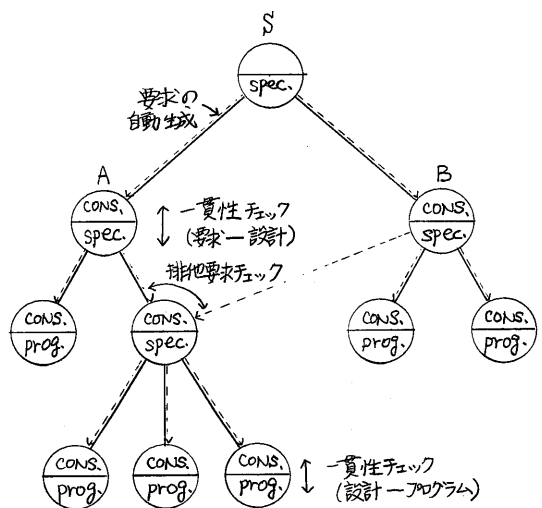 S
spec.
要求の
自動生成
A
B
CONS.
spec.
一貫性チェック
(要求ー設計)
CONS.
spec.
排他要求チェック
CONS.
prog.
CONS.
spec.
CONS.
prog.
CONS.
prog.
CONS.
prog.
CONS.
prog.
CONS.
prog.
一貫性チェック
(設計ープログラム)